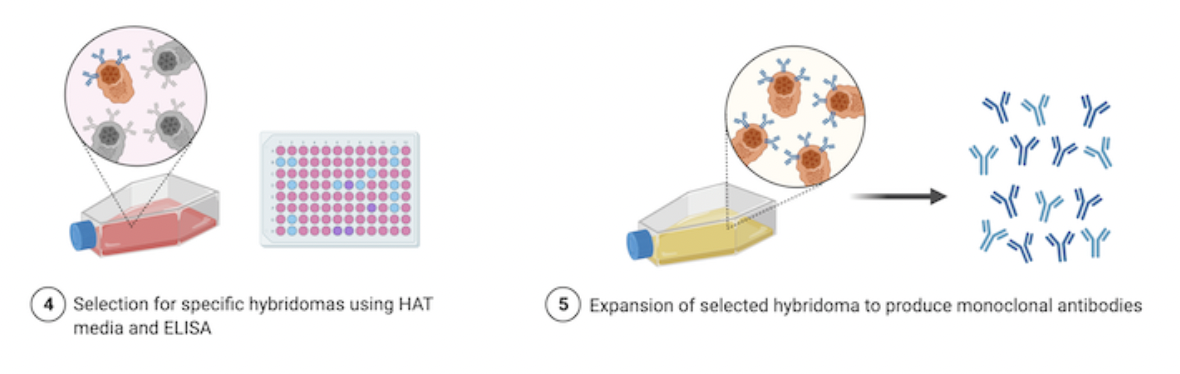 4 Selection for specific hybridomas using HAT
media and ELISA
5 Expansion of selected hybridoma to produce monoclonal antibodies